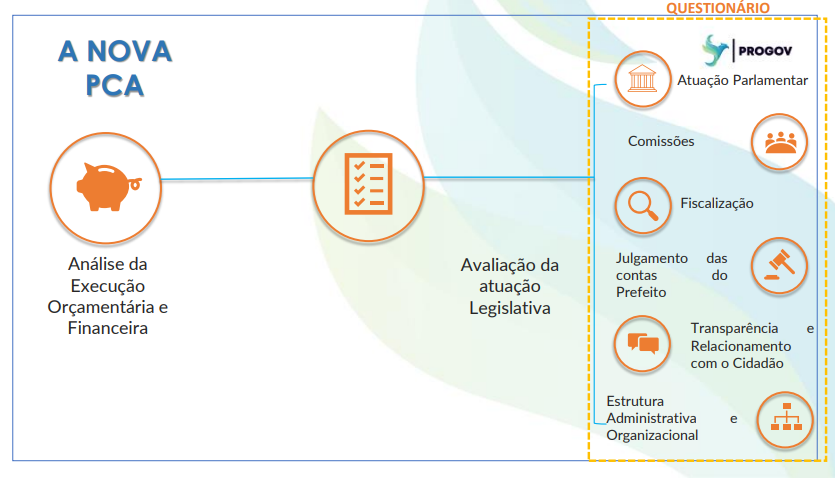 QUESTIONÁRIO
A NOVA
PCA
PROGOV
Atuação Parlamentar
Comissões
Fiscalização
Julgamento das
contas do
Prefeito
Transparência e
Relacionamento
com o Cidadão
Estrutura
Administrativa e
Organizacional
Análise da
Execução
Orçamentária e
Financeira
Avaliação da
atuação
Legislativa